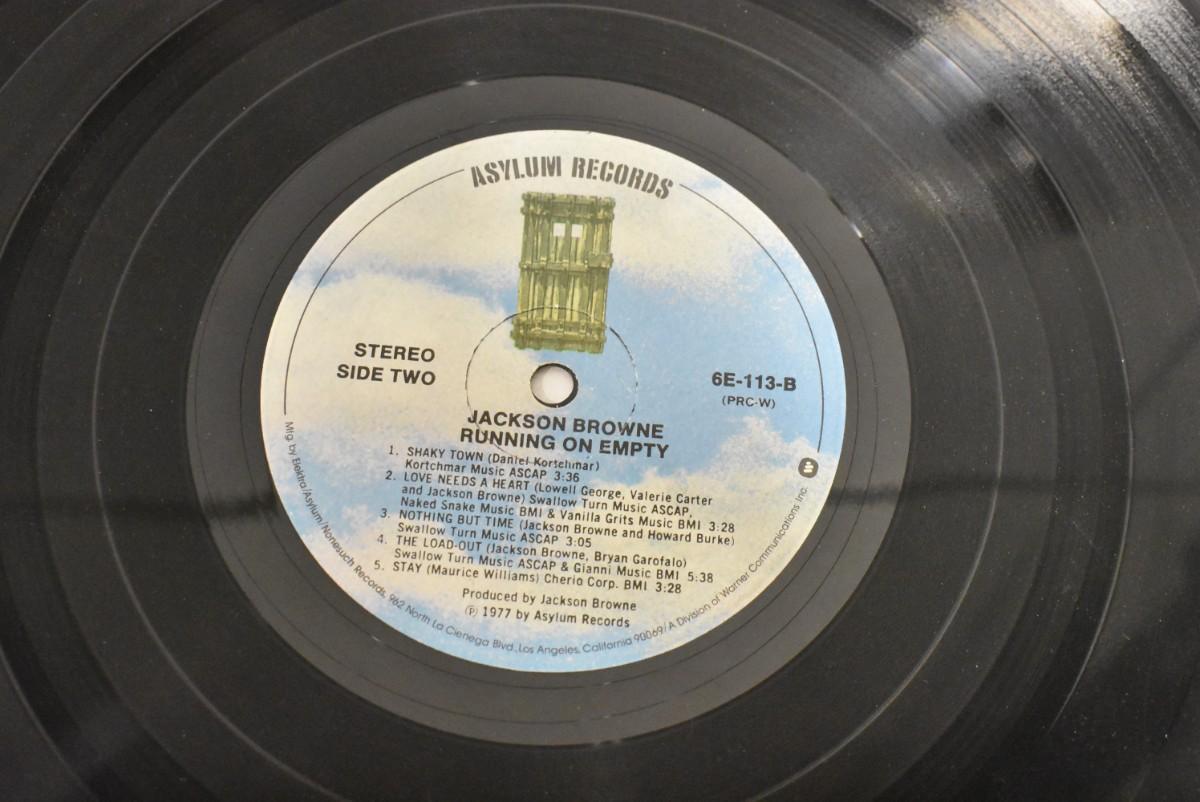 ASYLUM RECORDS
STEREO
SIDE TWO
6E-113-B
(PRC-W)
JACKSON BROWNE
RUNNING ON EMPTY
1. SHAKY TOWN (Daniel Kortchmar)
Kortchmar Music ASCAP 3:36
2. LOVE NEEDS A HEART (Lowell George, Valerie Carter
and Jackson Browne) Swallow Turn Music ASCAP,
Naked Snake Music BMI & Vanilla Grits Music BMI 3:28
3. NOTHING BUT TIME (Jackson Browne and Howard Burke)
Swallow Turn Music ASCAP 3:05
4. THE LOAD-OUT (Jackson Browne, Bryan Garofalo)
Swallow Turn Music ASCAP & Gianni Music BMI 5:38
5. STAY (Maurice Williams) Cherio Corp. BMI 3:28
Produced by Jackson Browne
℗ 1977 by Asylum Records
Mfg by Elektra/Asylum/Nonesuch Records, 962 North La Cienega Blvd., Los Angeles, California 90069/A Division of Warner Communications Inc.